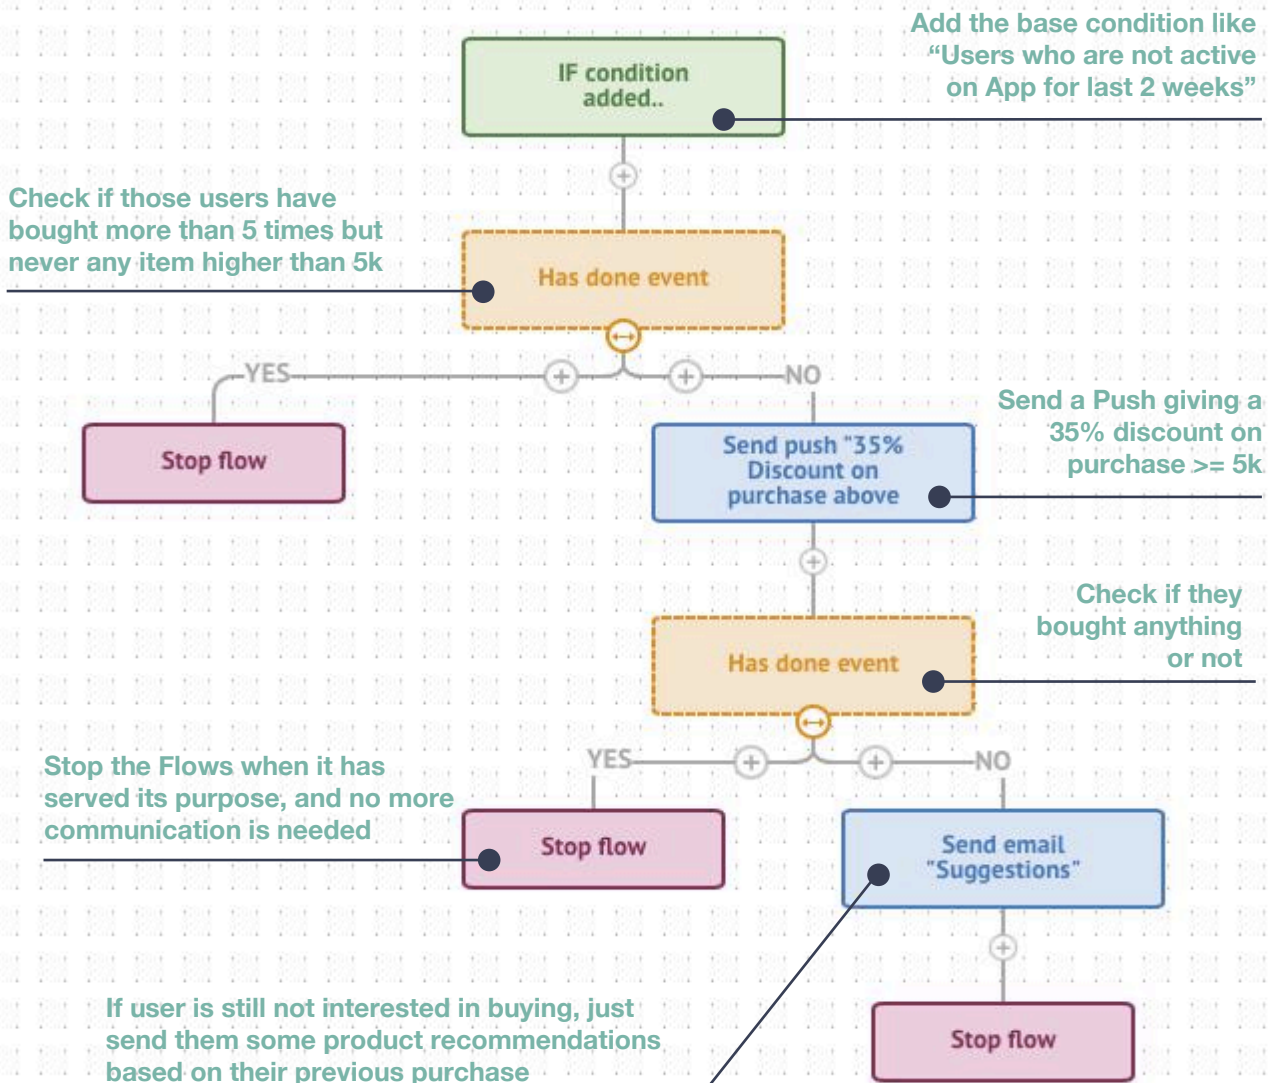 Add the base condition like
“Users who are not active
on App for last 2 weeks”
IF condition
added..
Check if those users have
bought more than 5 times but
never any item higher than 5k
Has done event
YES
NO
Stop flow
Send push "35%
Discount on
purchase above
Send a Push giving a
35% discount on
purchase >= 5k
Check if they
bought anything
or not
Has done event
YES
NO
Stop the Flows when it has
served its purpose, and no more
communication is needed
Stop flow
Send email
"Suggestions"
If user is still not interested in buying, just
send them some product recommendations
based on their previous purchase
Stop flow